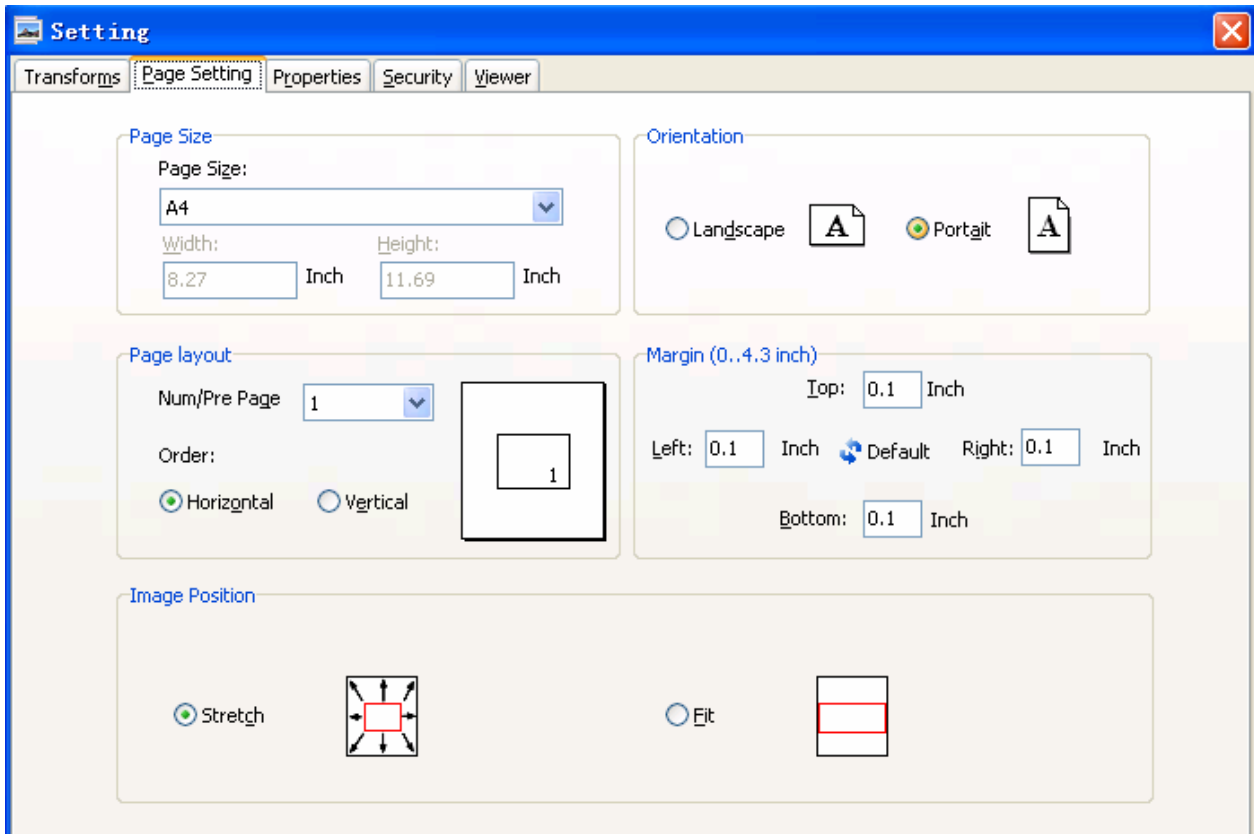 Setting
Transforms Page Setting Properties Security Viewer
Page Size
Page Size:
A4
Width: Height:
8.27 Inch 11.69 Inch
Orientation
Landscape A Portait A
Page layout
Num/Pre Page 1
Order:
Horizontal Vertical
1
Margin (0..4.3 inch)
Top: 0.1 Inch
Left: 0.1 Inch Default Right: 0.1 Inch
Bottom: 0.1 Inch
Image Position
Stretch Fit